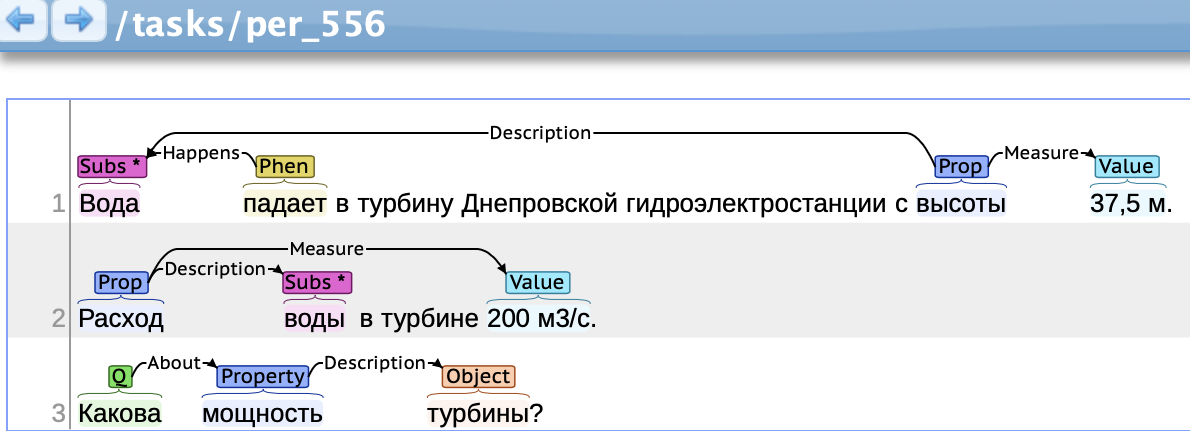 /tasks/per_556
Description
Happens Measure
Subs * Phen Prop Value
1 Вода падает в турбину Днепровской гидроэлектростанции с высоты 37,5 м.
Measure
Description
Prop Subs * Value
2 Расход воды в турбине 200 м3/с.
About Description
Q Property Object
3 Какова мощность турбины?